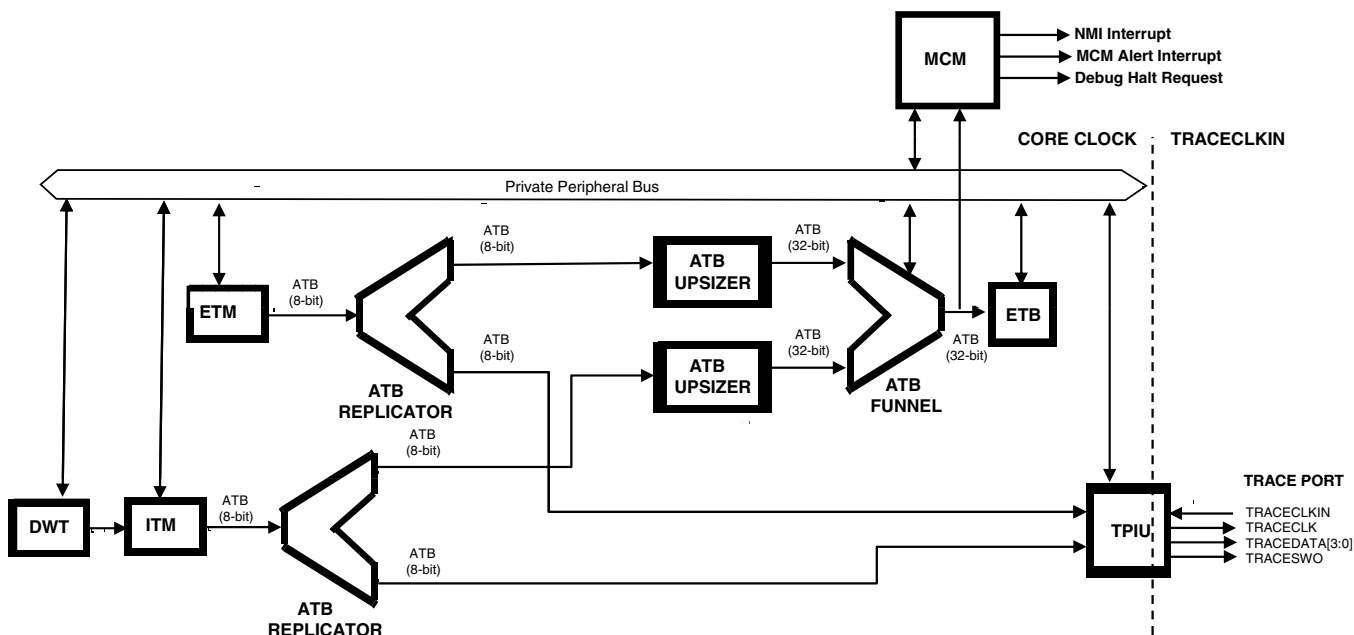 NMI Interrupt
MCM
MCM Alert Interrupt
Debug Halt Request
CORE CLOCK
TRACECLKIN
Private Peripheral Bus
ATB
(8-bit)
ATB
UPSIZER
ATB
(32-bit)
ETM
ATB
(8-bit)
ATB
(8-bit)
ATB
UPSIZER
ATB
(32-bit)
ATB
(32-bit)
ETB
ATB
REPLICATOR
ATB
FUNNEL
ATB
(8-bit)
DWT
ITM
ATB
(8-bit)
ATB
(8-bit)
ATB
REPLICATOR
TPIU
TRACE PORT
TRACECLKIN
TRACECLK
TRACEDATA[3:0]
TRACESWO